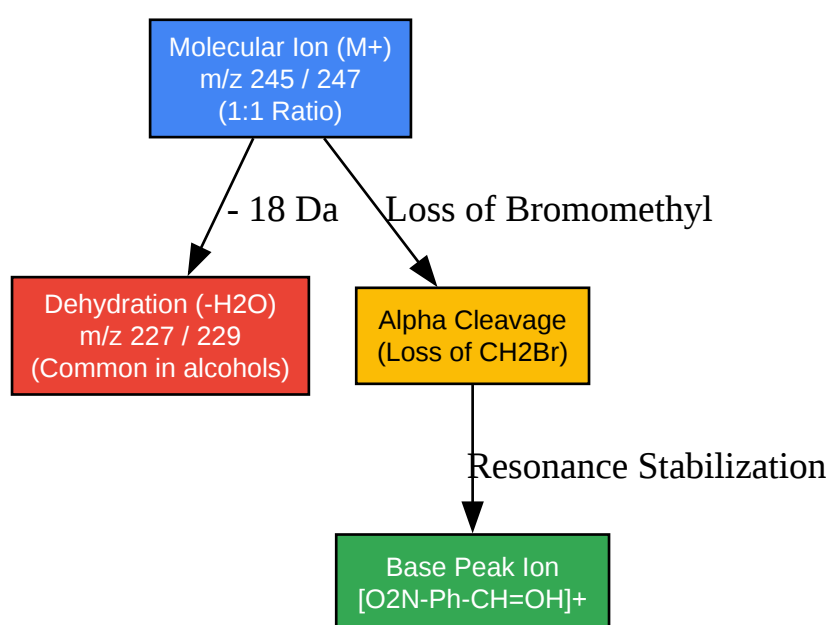 Molecular Ion (M+)
m/z 245 / 247
(1:1 Ratio)
- 18 Da
Loss of Bromomethyl
Dehydration (-H2O)
m/z 227 / 229
(Common in alcohols)
Alpha Cleavage
(Loss of CH2Br)
Resonance Stabilization
Base Peak Ion
[O2N-Ph-CH=OH]+